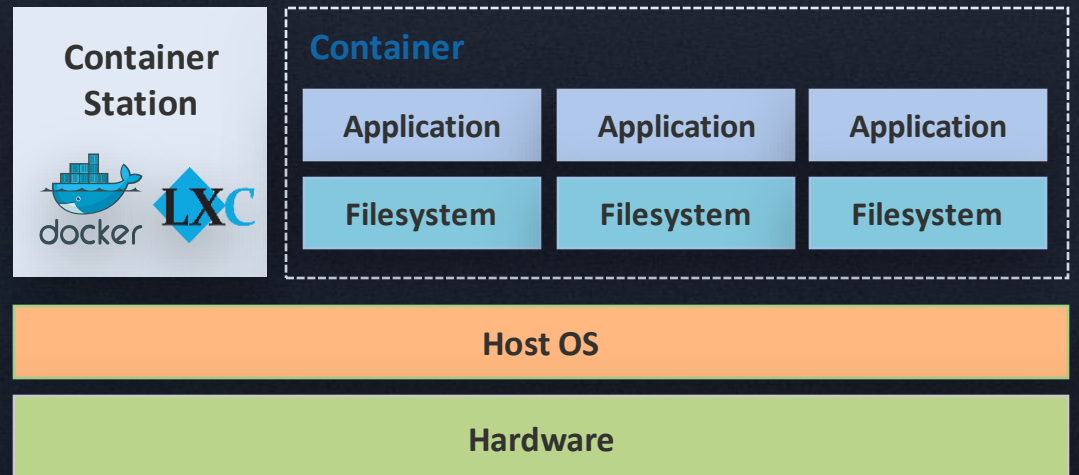 Container
Station
docker
LXC
Container
Application
Application
Application
Filesystem
Filesystem
Filesystem
Host OS
Hardware